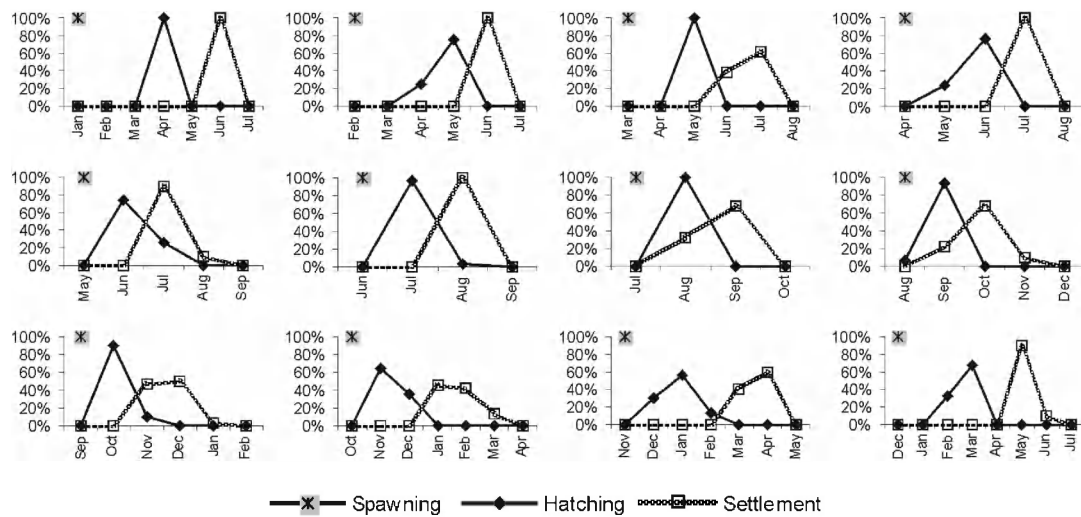 100% 100% 100% 100%
80% 80% 80% 80%
60% 60% 60% 60%
40% 40% 40% 40%
20% 20% 20% 20%
0% 0% 0% 0%
Jan Feb Mar Apr May Jun Jul Feb Mar Apr May Jun Jul Mar Apr May Jun Jul Aug Apr May Jun Jul Aug
100% 100% 100% 100%
80% 80% 80% 80%
60% 60% 60% 60%
40% 40% 40% 40%
20% 20% 20% 20%
0% 0% 0% 0%
May Jun Jul Aug Sep Jun Jul Aug Sep Jul Aug Sep Oct Aug Sep Oct Nov Dec
100% 100% 100% 100%
80% 80% 80% 80%
60% 60% 60% 60%
40% 40% 40% 40%
20% 20% 20% 20%
0% 0% 0% 0%
Sep Oct Nov Dec Jan Feb Oct Nov Dec Jan Feb Mar Apr Nov Dec Jan Feb Mar Apr May Dec Jan Feb Mar Apr May Jun Jul
Spawning Hatching Settlement